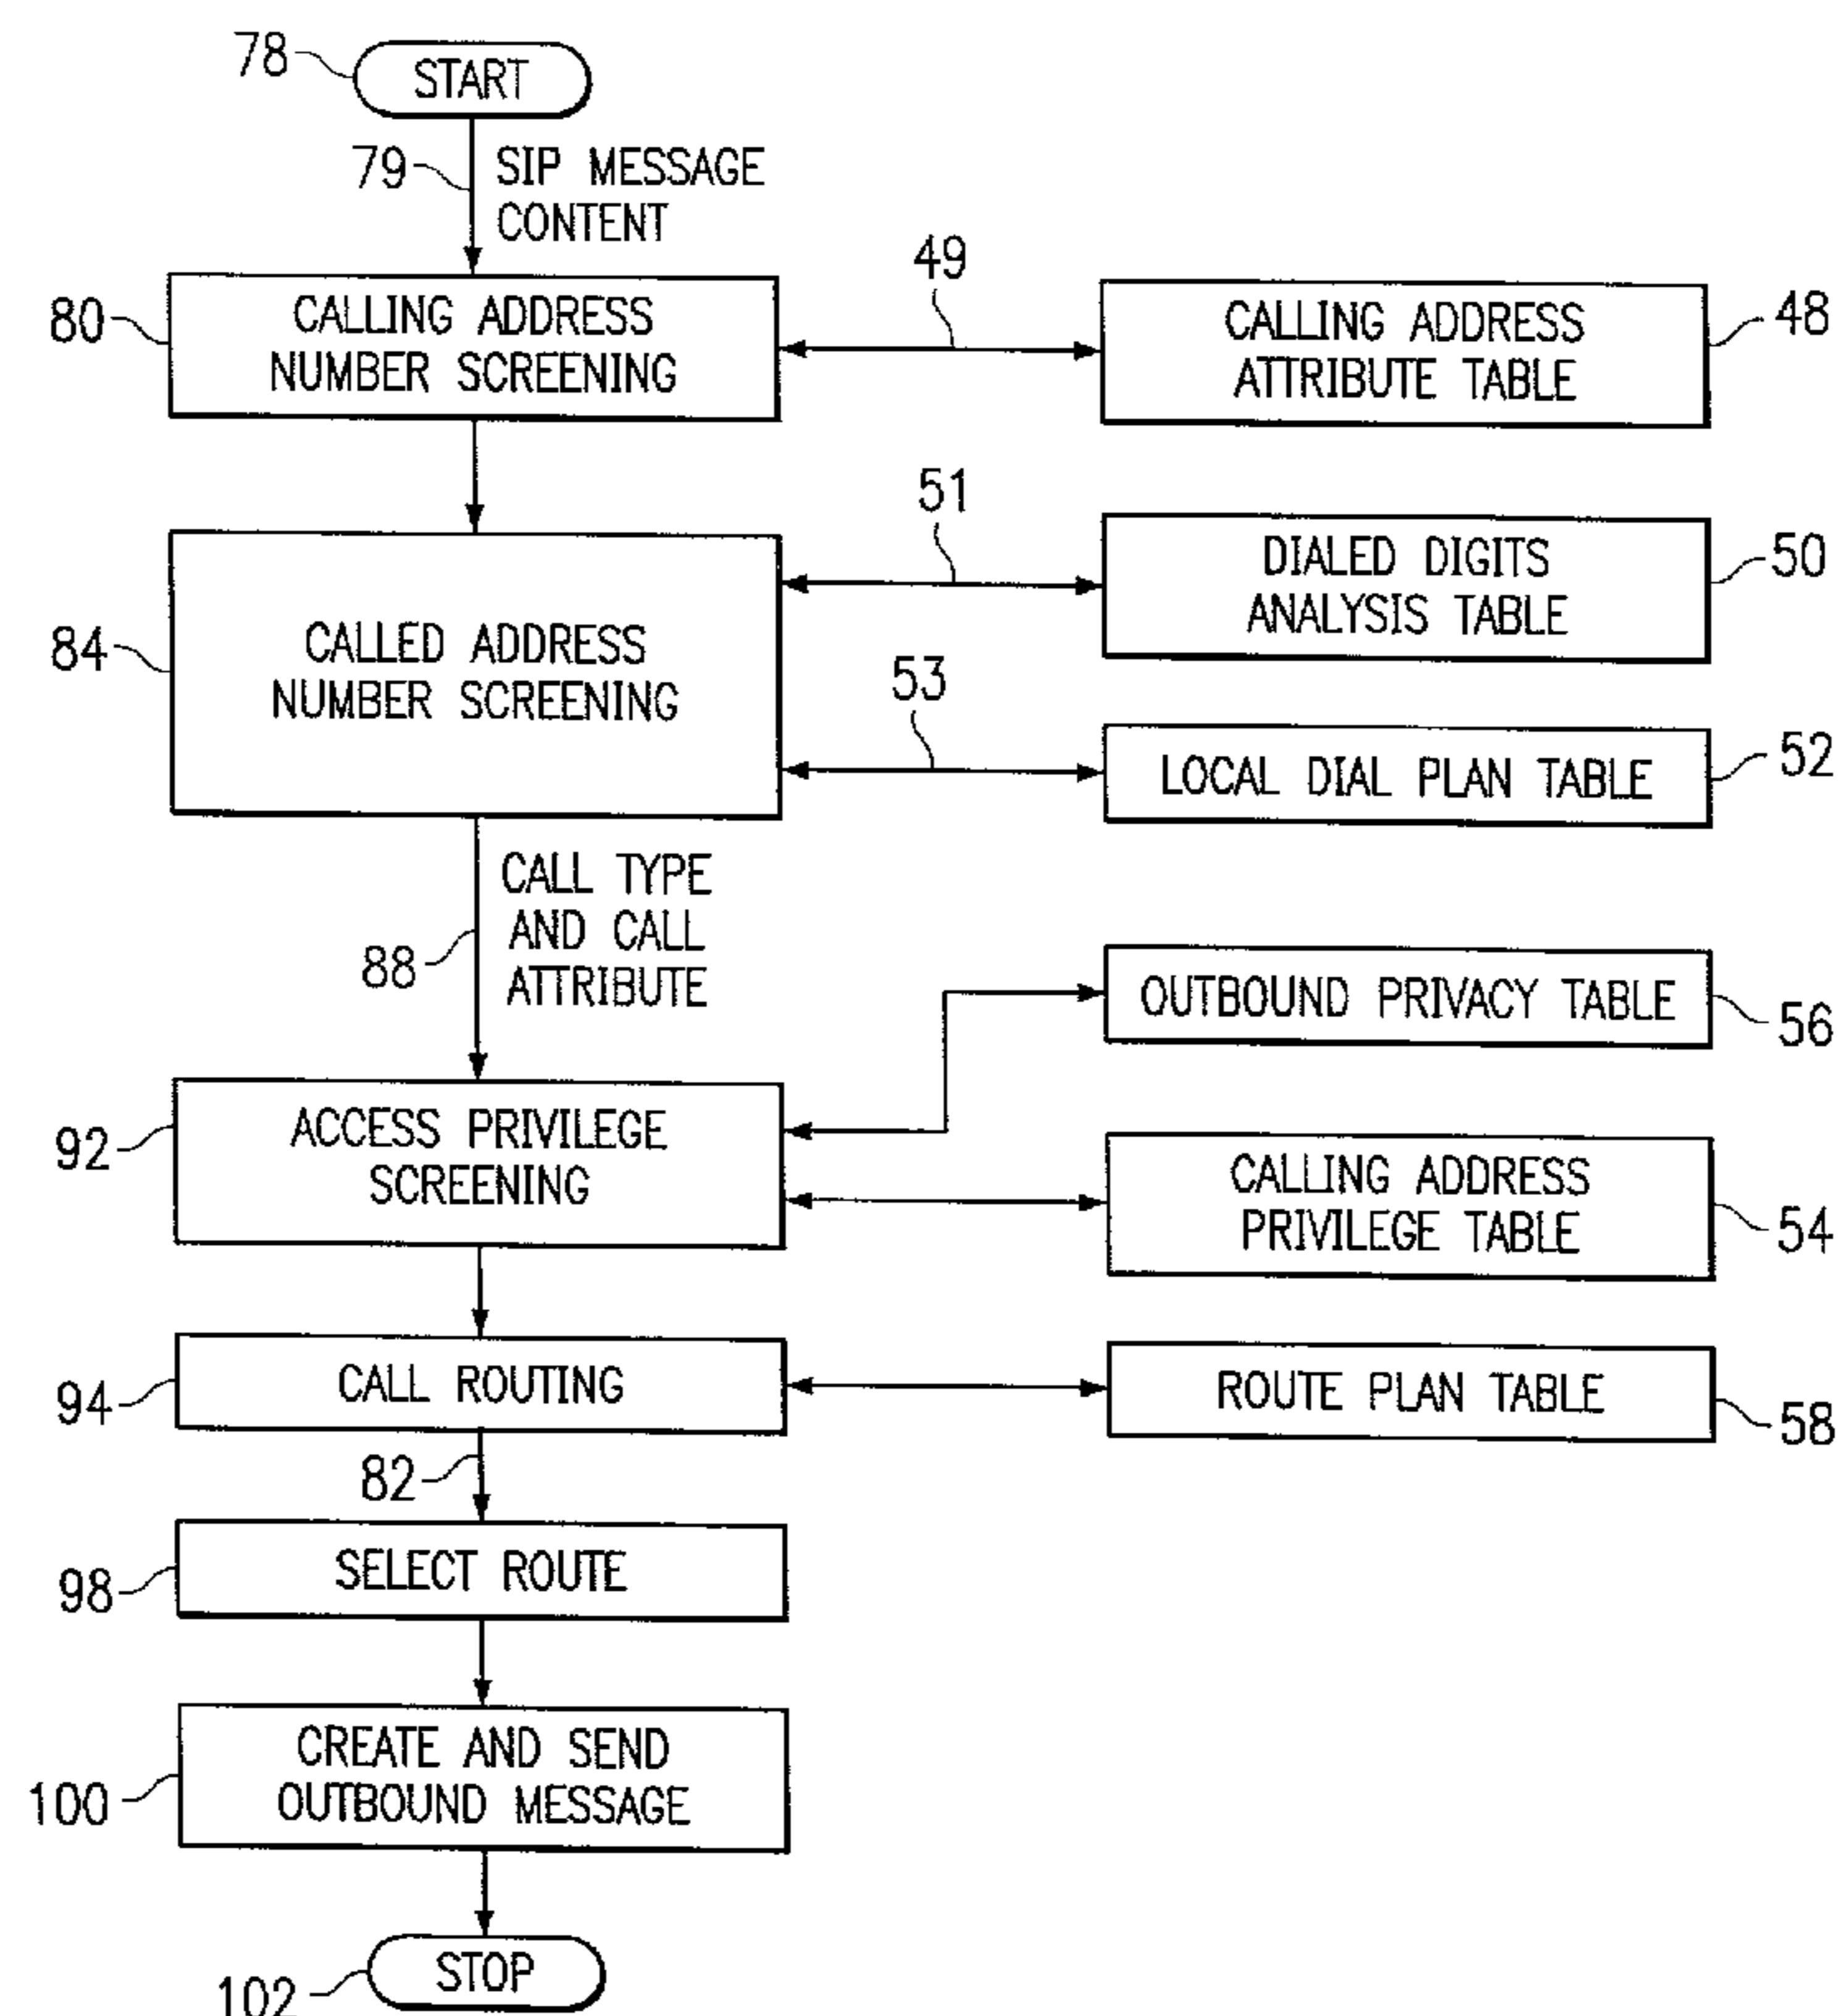 78
START
79
SIP MESSAGE
CONTENT
49
80
CALLING ADDRESS
NUMBER SCREENING
CALLING ADDRESS
ATTRIBUTE TABLE
48
51
84
CALLED ADDRESS
NUMBER SCREENING
DIALED DIGITS
ANALYSIS TABLE
50
53
LOCAL DIAL PLAN TABLE
52
88
CALL TYPE
AND CALL
ATTRIBUTE
OUTBOUND PRIVACY TABLE
56
92
ACCESS PRIVILEGE
SCREENING
CALLING ADDRESS
PRIVILEGE TABLE
54
94
CALL ROUTING
ROUTE PLAN TABLE
58
82
98
SELECT ROUTE
100
CREATE AND SEND
OUTBOUND MESSAGE
102
STOP